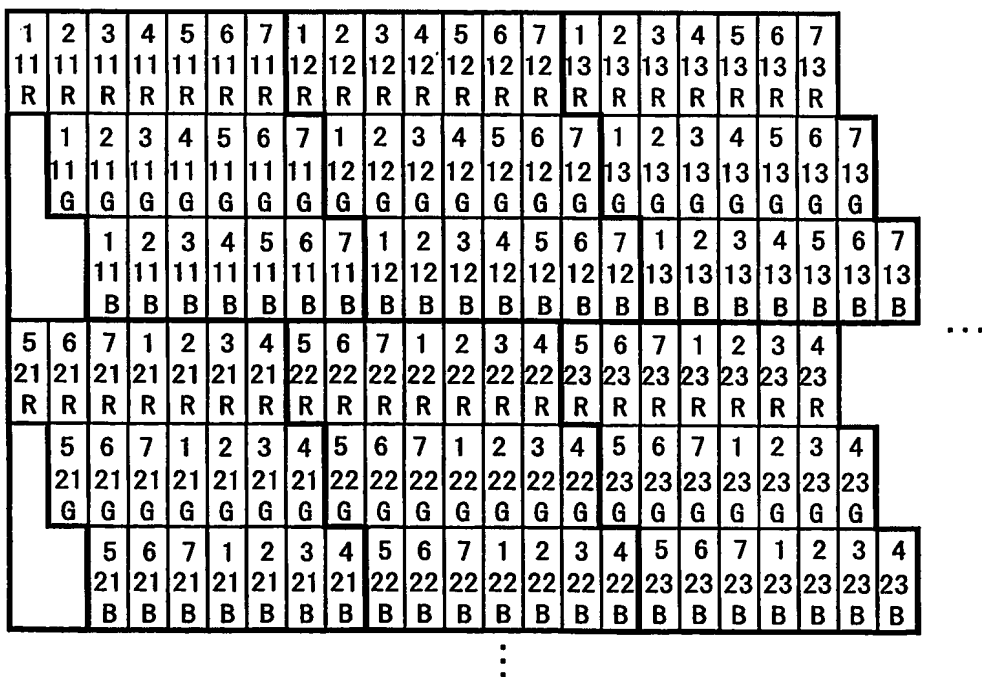 1 2 3 4 5 6 7 1 2 3 4 5 6 7 1 2 3 4 5 6 7
11 11 11 11 11 11 11 12 12 12 12 12 12 12 13 13 13 13 13 13 13
R R R R R R R R R R R R R R R R R R R R R
1 2 3 4 5 6 7 1 2 3 4 5 6 7 1 2 3 4 5 6 7
11 11 11 11 11 11 11 12 12 12 12 12 12 12 13 13 13 13 13 13 13
G G G G G G G G G G G G G G G G G G G G G
1 2 3 4 5 6 7 1 2 3 4 5 6 7 1 2 3 4 5 6 7
11 11 11 11 11 11 11 12 12 12 12 12 12 12 13 13 13 13 13 13 13
B B B B B B B B B B B B B B B B B B B B B
...
5 6 7 1 2 3 4 5 6 7 1 2 3 4 5 6 7 1 2 3 4
21 21 21 21 21 21 21 22 22 22 22 22 22 22 23 23 23 23 23 23 23
R R R R R R R R R R R R R R R R R R R R R
5 6 7 1 2 3 4 5 6 7 1 2 3 4 5 6 7 1 2 3 4
21 21 21 21 21 21 21 22 22 22 22 22 22 22 23 23 23 23 23 23 23
G G G G G G G G G G G G G G G G G G G G G
5 6 7 1 2 3 4 5 6 7 1 2 3 4 5 6 7 1 2 3 4
21 21 21 21 21 21 21 22 22 22 22 22 22 22 23 23 23 23 23 23 23
B B B B B B B B B B B B B B B B B B B B B
⋮